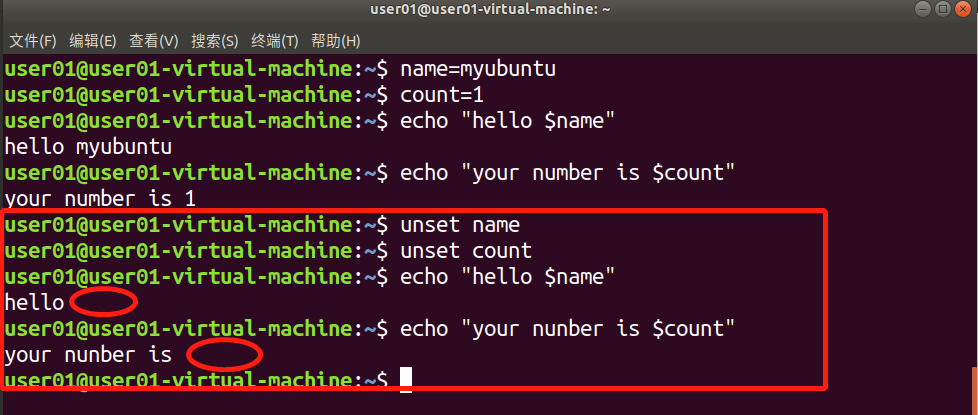 user01@user01-virtual-machine: ~
文件(F) 编辑(E) 查看(V) 搜索(S) 终端(T) 帮助(H)
user01@user01-virtual-machine:~$ name=myubuntu
user01@user01-virtual-machine:~$ count=1
user01@user01-virtual-machine:~$ echo "hello $name"
hello myubuntu
user01@user01-virtual-machine:~$ echo "your number is $count"
your number is 1
user01@user01-virtual-machine:~$ unset name
user01@user01-virtual-machine:~$ unset count
user01@user01-virtual-machine:~$ echo "hello $name"
hello
user01@user01-virtual-machine:~$ echo "your nunber is $count"
your nunber is
user01@user01-virtual-machine:~$